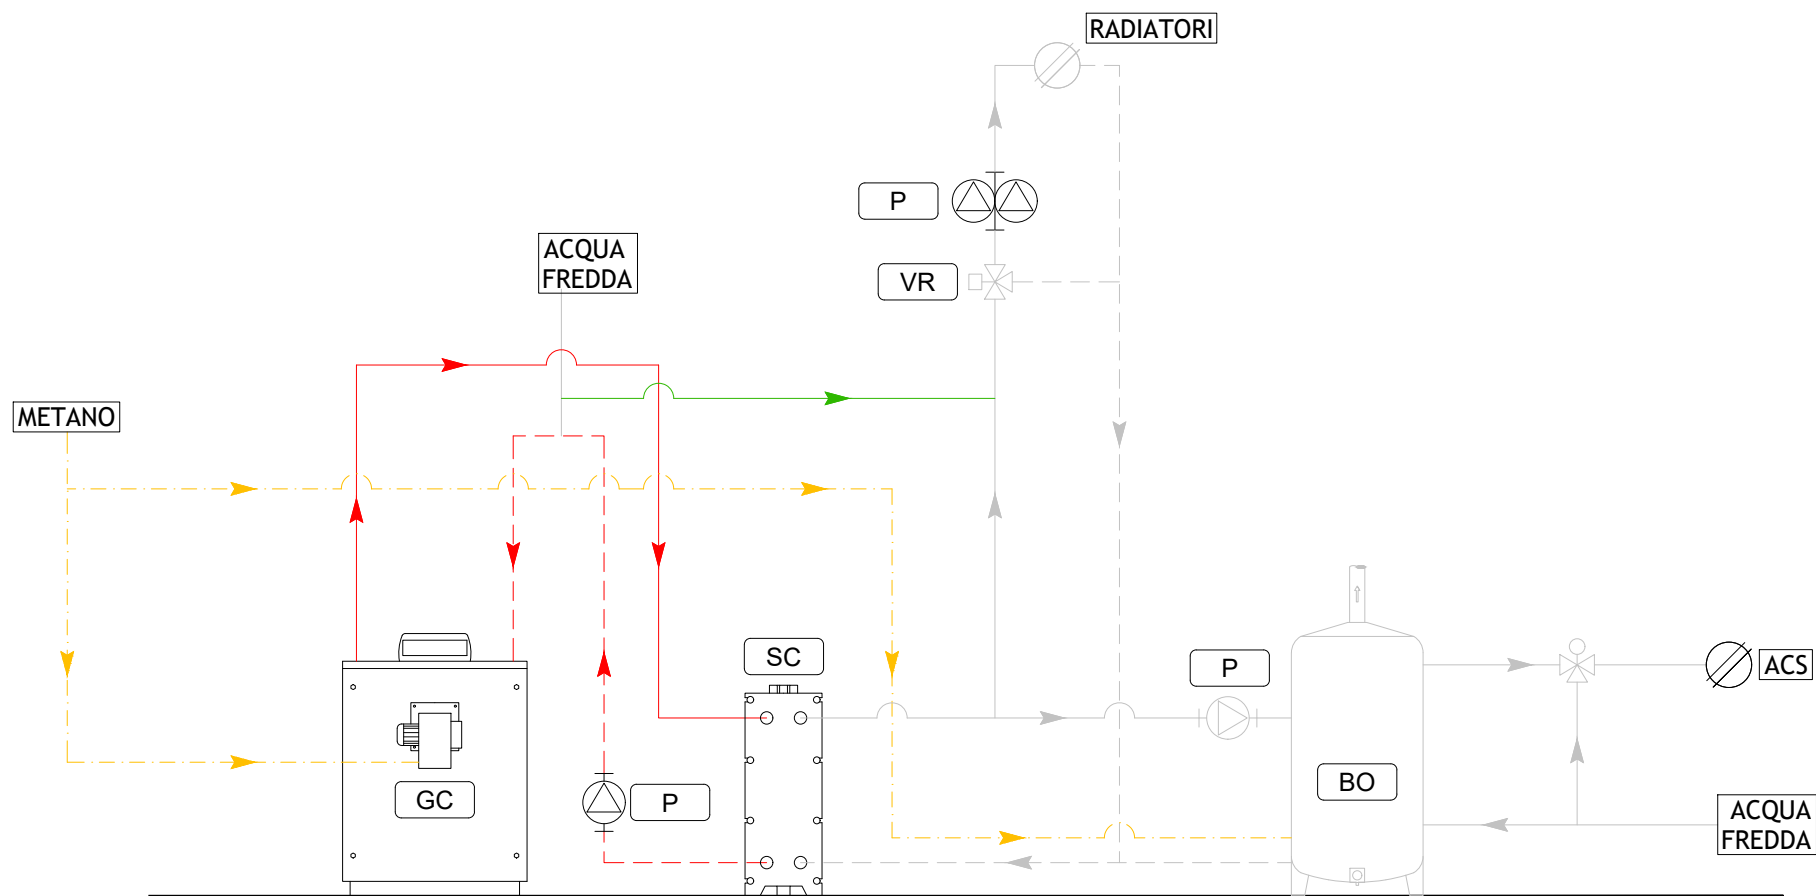 RADIATORI
P
ACQUA
FREDDA
VR
METANO
SC
P
ACS
GC
P
BO
ACQUA
FREDDA